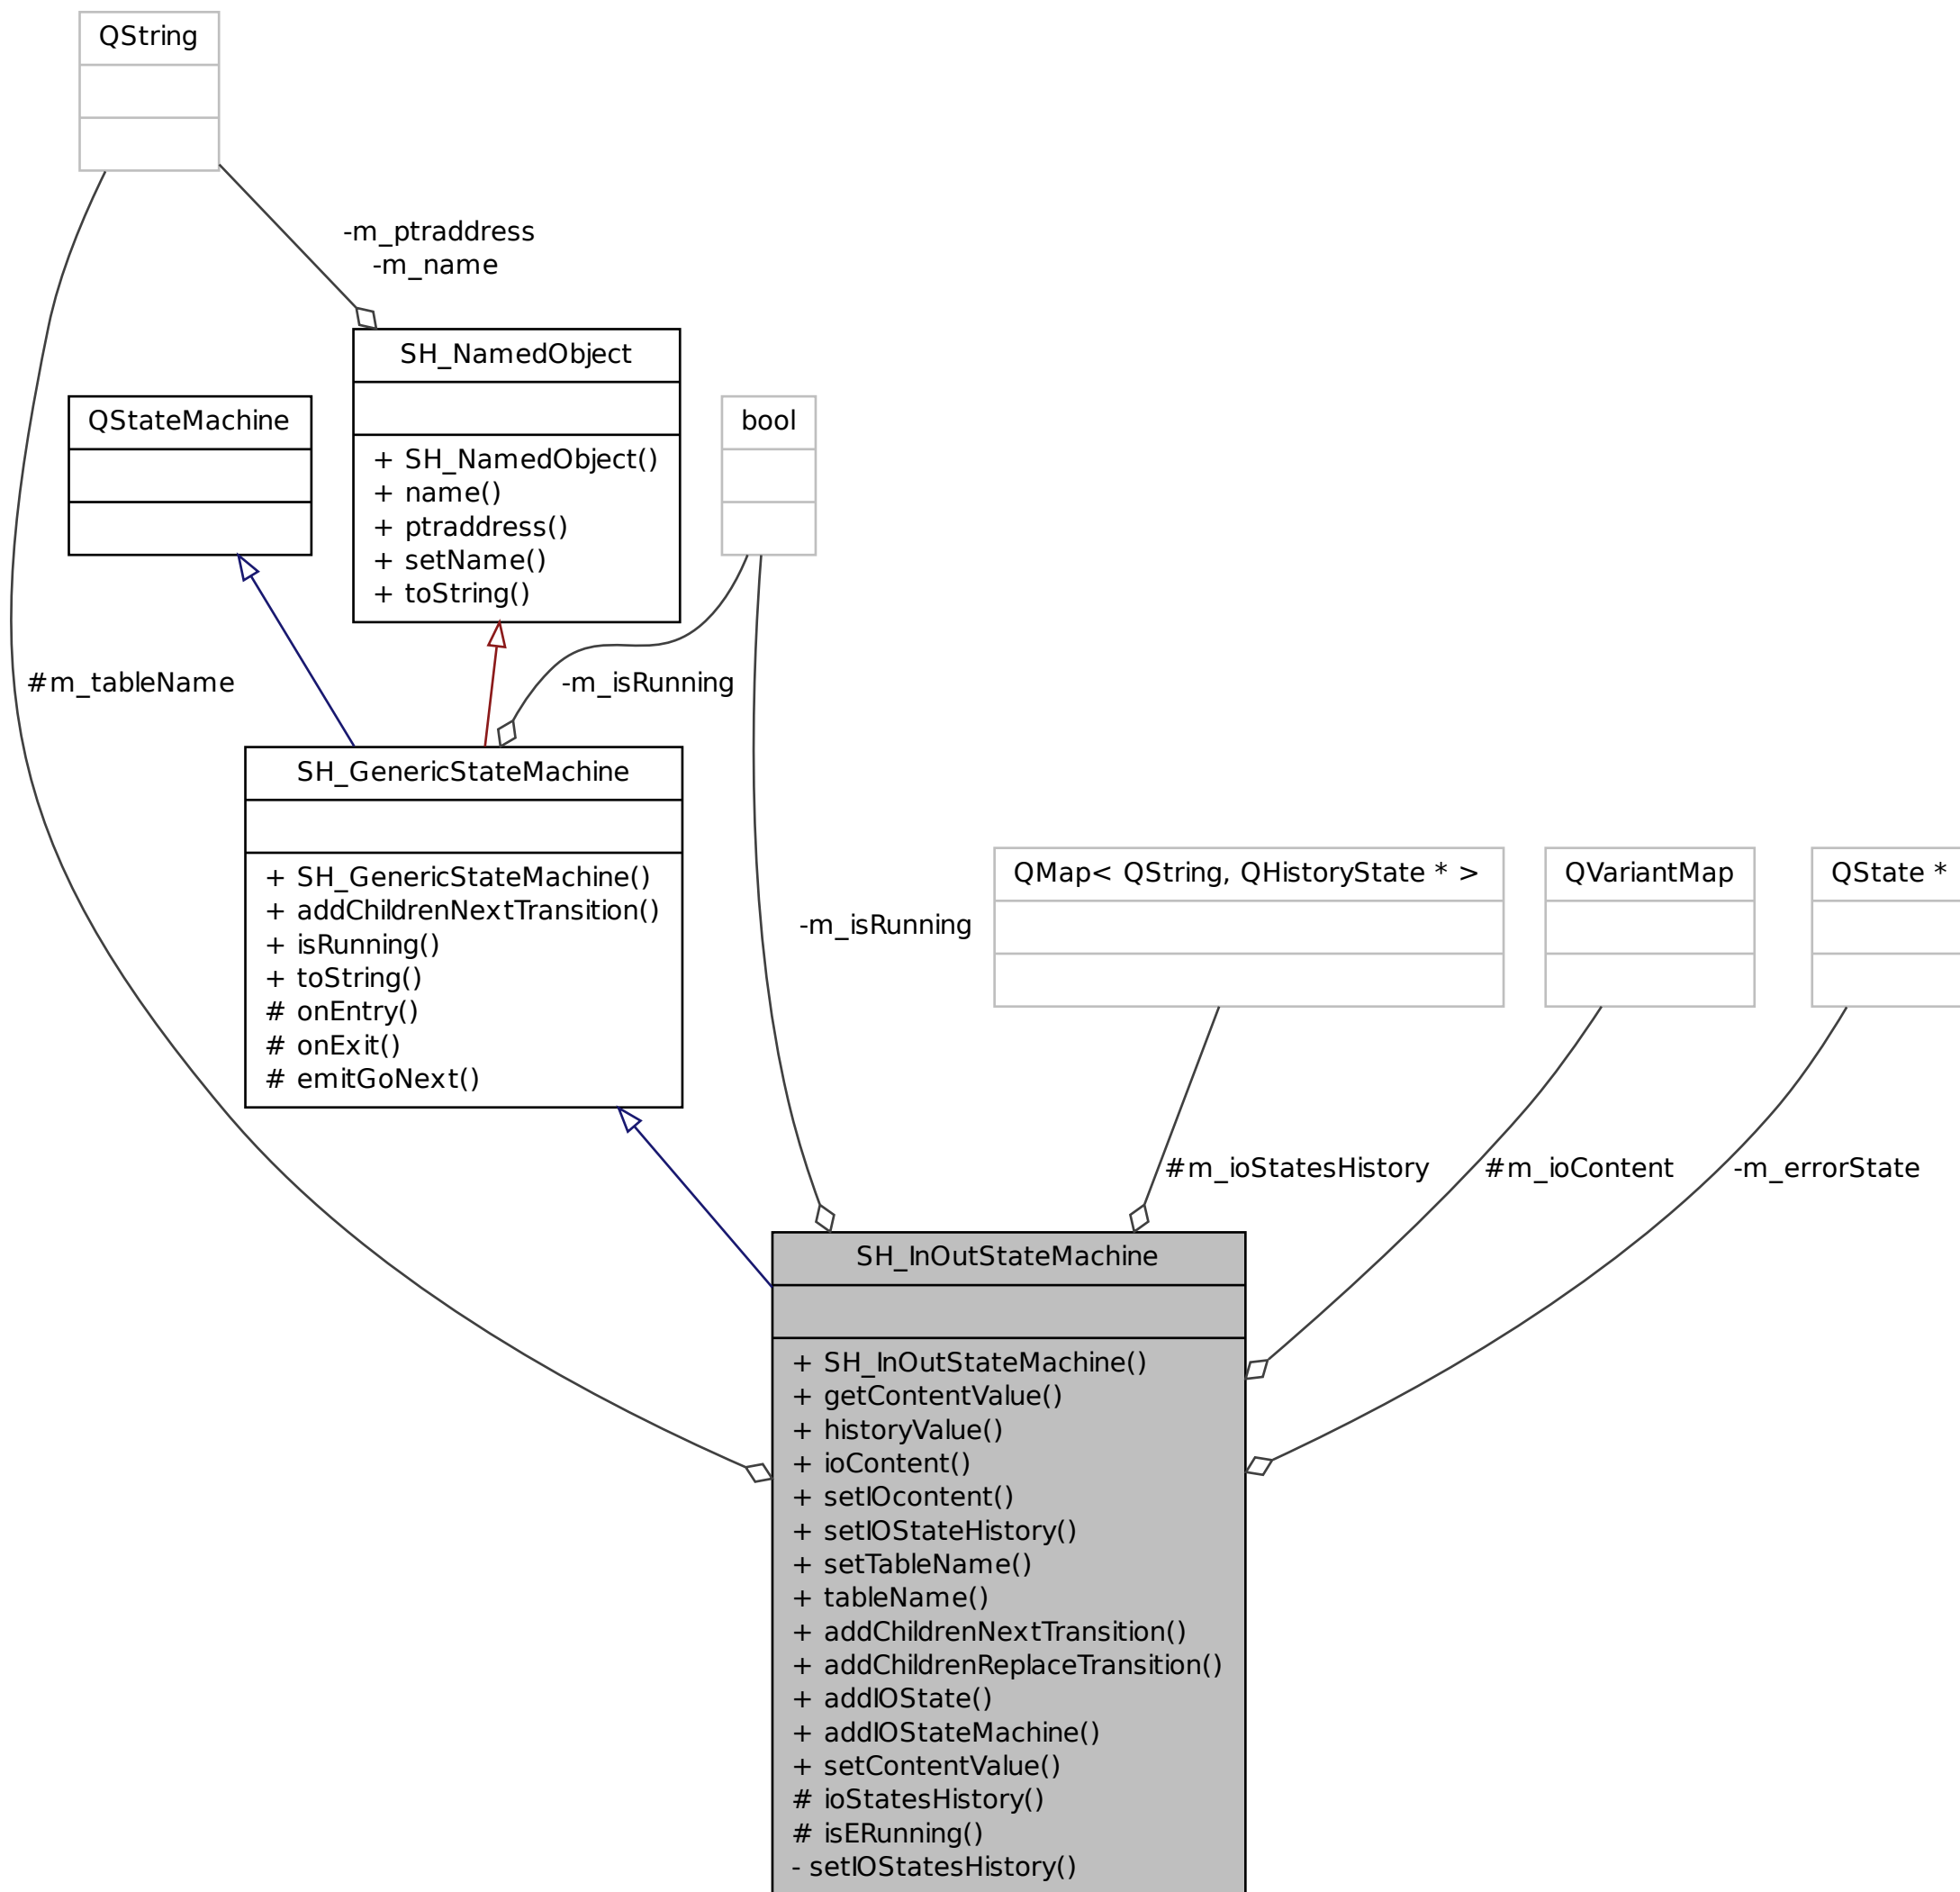 QString
-m_ptraddress
-m_name
SH_NamedObject
+ SH_NamedObject()
+ name()
+ ptraddress()
+ setName()
+ toString()
QStateMachine
bool
#m_tableName
-m_isRunning
SH_GenericStateMachine
+ SH_GenericStateMachine()
+ addChildrenNextTransition()
+ isRunning()
+ toString()
# onEntry()
# onExit()
# emitGoNext()
-m_isRunning
QMap< QString, QHistoryState * >
QVariantMap
QState *
#m_ioStatesHistory
#m_ioContent
-m_errorState
SH_InOutStateMachine
+ SH_InOutStateMachine()
+ getContentValue()
+ historyValue()
+ ioContent()
+ setIOcontent()
+ setIOStateHistory()
+ setTableName()
+ tableName()
+ addChildrenNextTransition()
+ addChildrenReplaceTransition()
+ addIOState()
+ addIOStateMachine()
+ setContentValue()
# ioStatesHistory()
# isERunning()
- setIOStatesHistory()